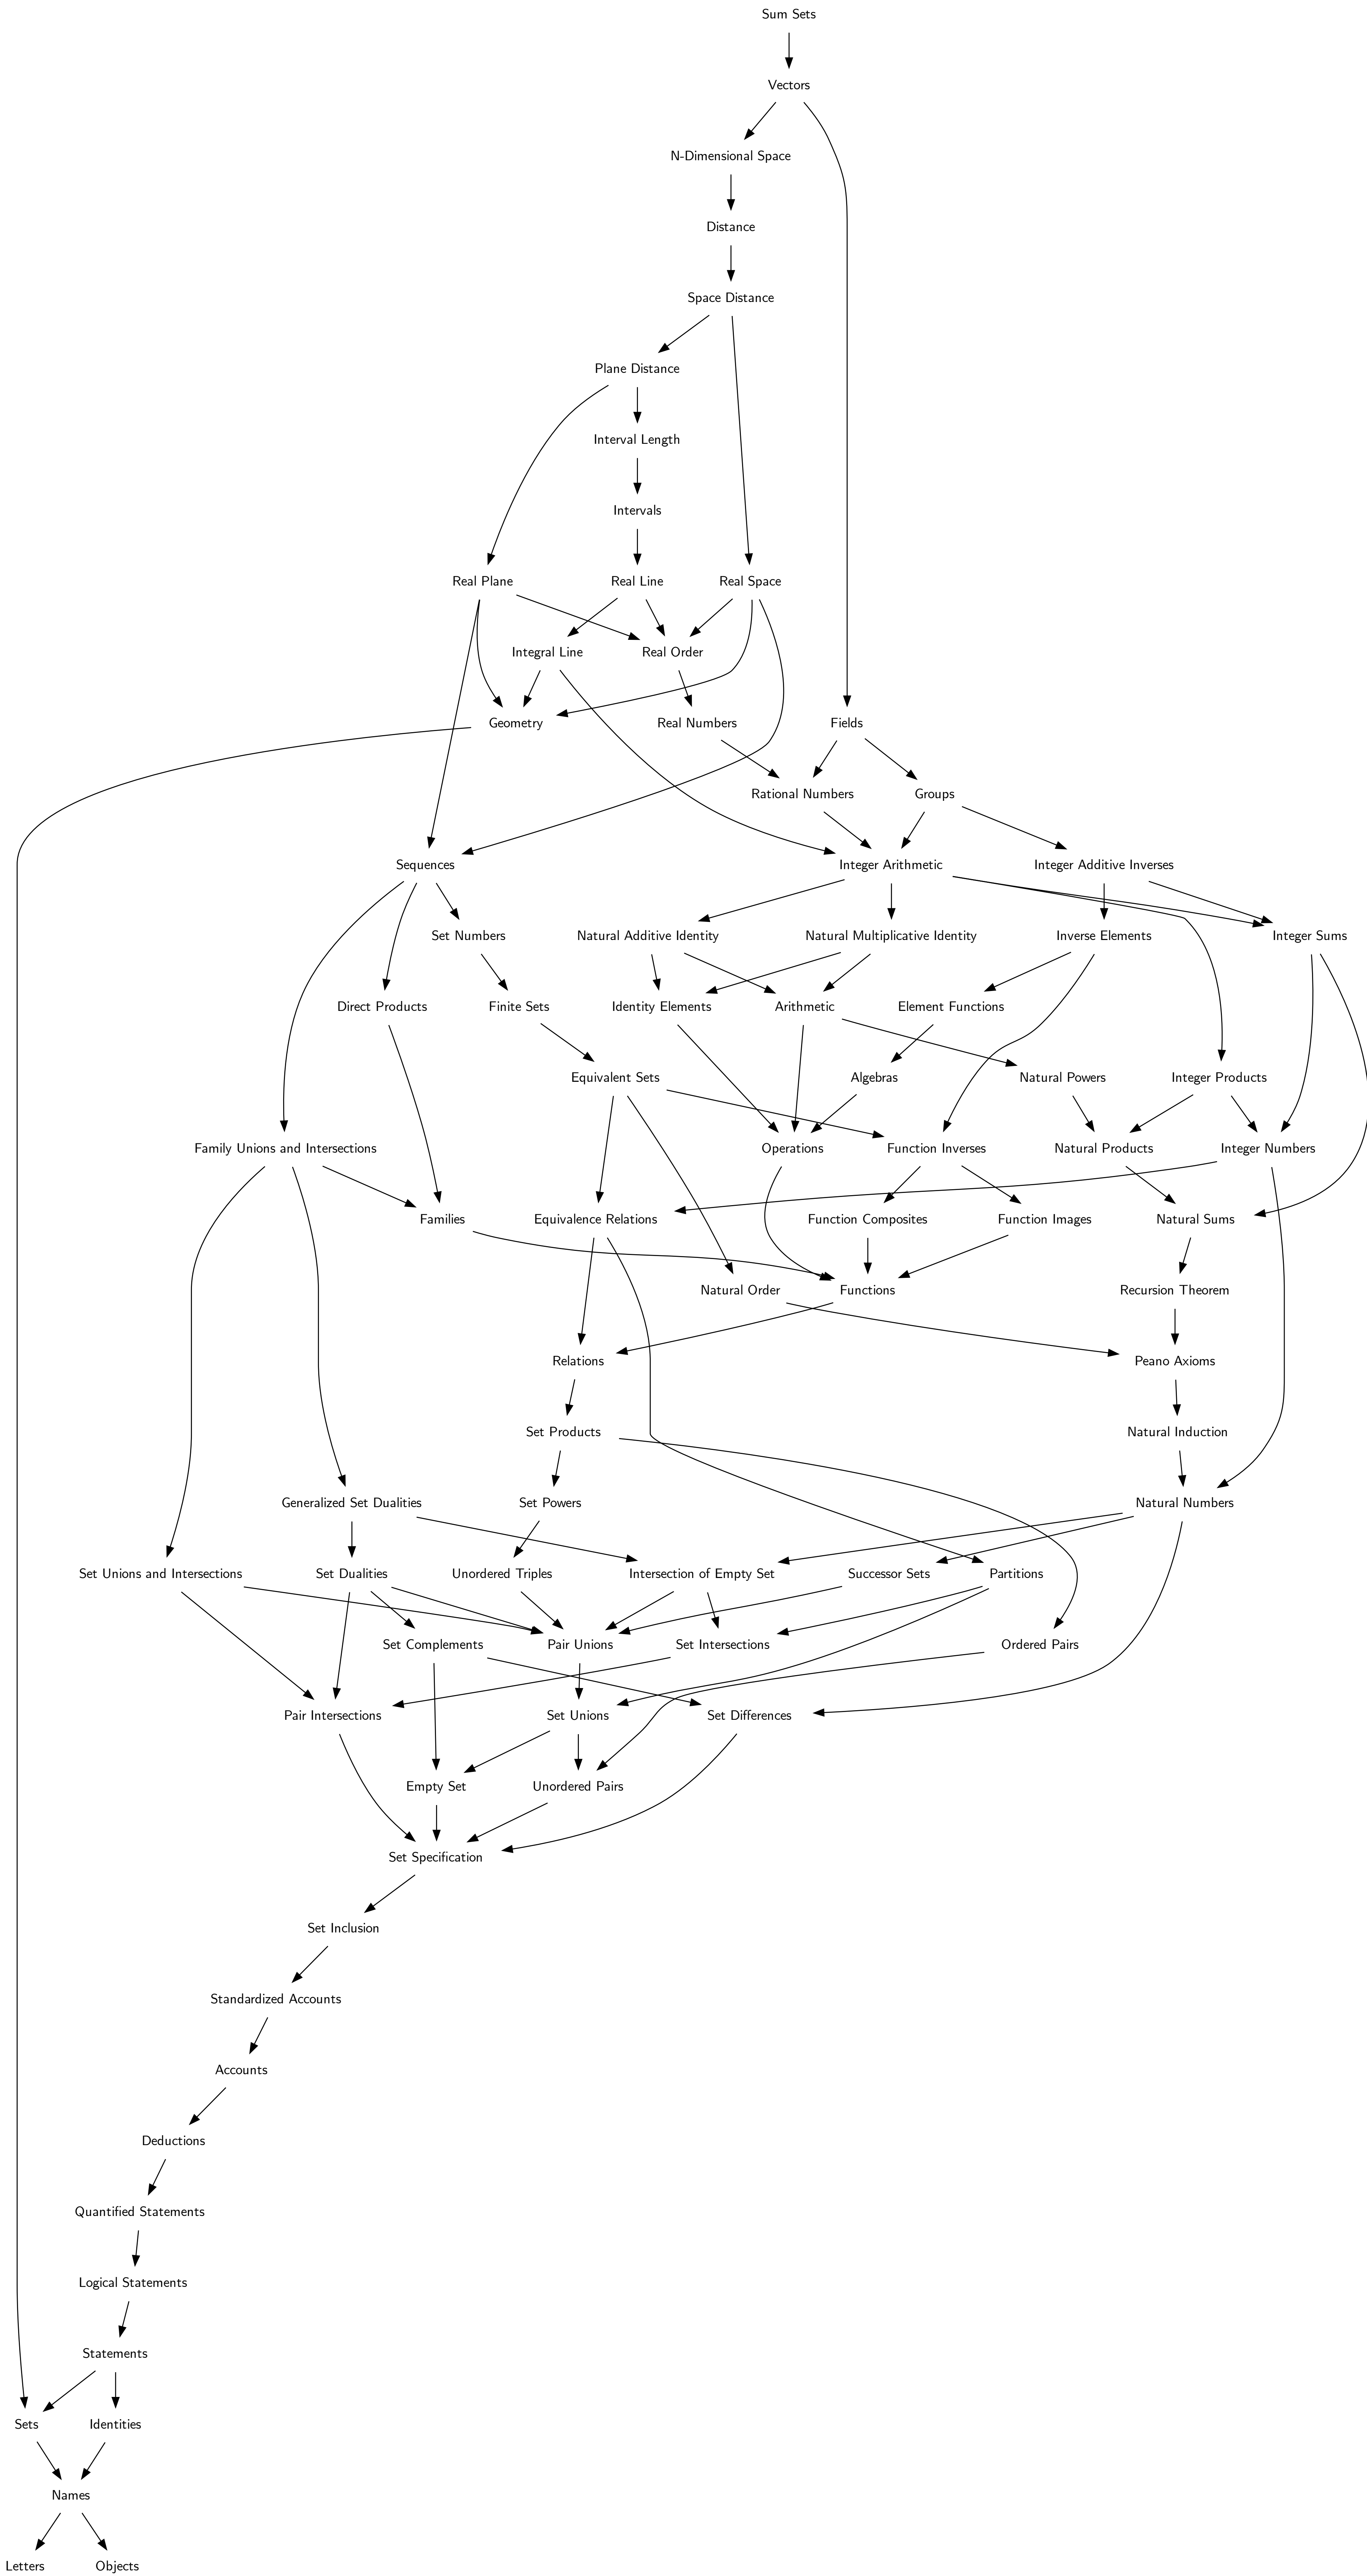 Sum Sets
Vectors
N-Dimensional Space
Distance
Space Distance
Plane Distance
Interval Length
Intervals
Real Plane
Real Line
Real Space
Integral Line
Real Order
Geometry
Real Numbers
Fields
Rational Numbers
Groups
Sequences
Integer Arithmetic
Integer Additive Inverses
Set Numbers
Natural Additive Identity
Natural Multiplicative Identity
Inverse Elements
Integer Sums
Direct Products
Finite Sets
Identity Elements
Arithmetic
Element Functions
Equivalent Sets
Algebras
Natural Powers
Integer Products
Family Unions and Intersections
Operations
Function Inverses
Natural Products
Integer Numbers
Families
Equivalence Relations
Function Composites
Function Images
Natural Sums
Natural Order
Functions
Recursion Theorem
Relations
Peano Axioms
Set Products
Natural Induction
Generalized Set Dualities
Set Powers
Natural Numbers
Set Unions and Intersections
Set Dualities
Unordered Triples
Intersection of Empty Set
Successor Sets
Partitions
Set Complements
Pair Unions
Set Intersections
Ordered Pairs
Pair Intersections
Set Unions
Set Differences
Empty Set
Unordered Pairs
Set Specification
Set Inclusion
Standardized Accounts
Accounts
Deductions
Quantified Statements
Logical Statements
Statements
Sets
Identities
Names
Letters
Objects